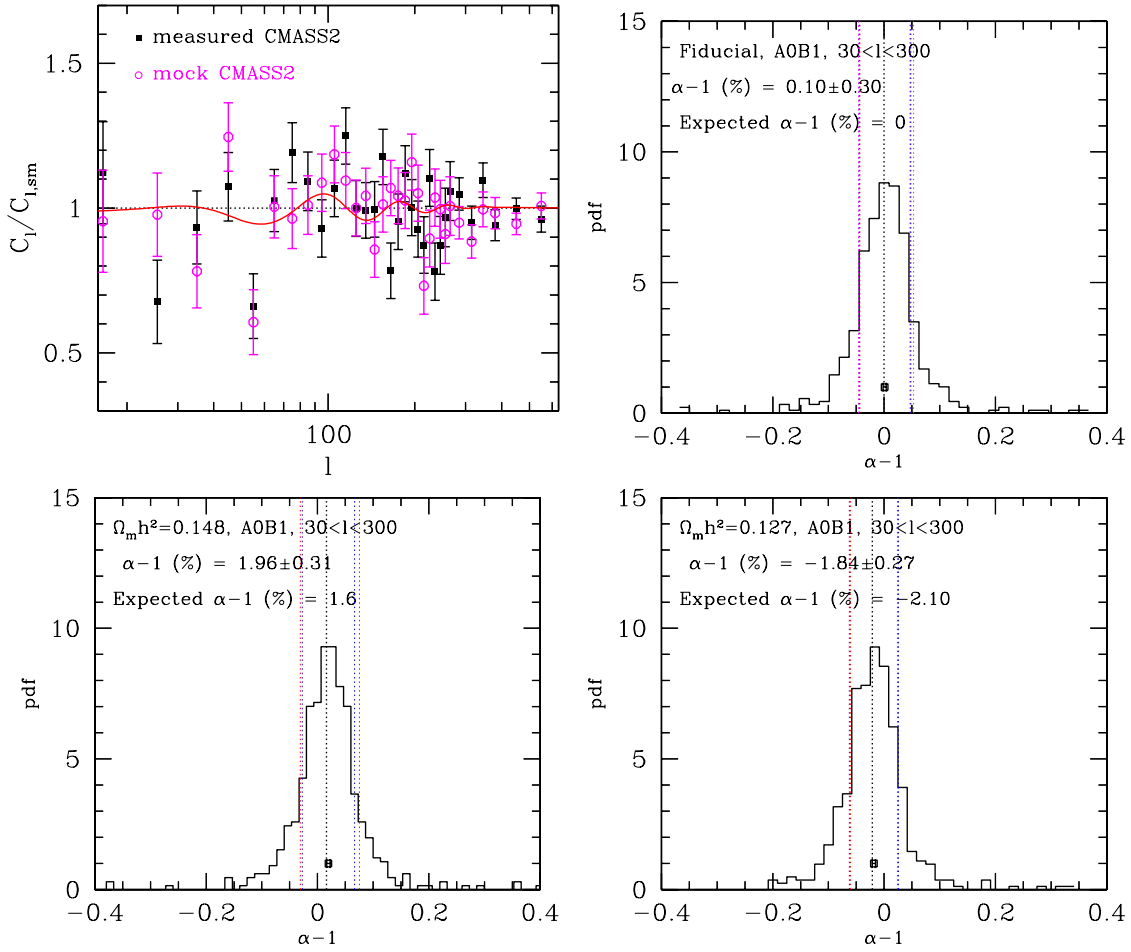 measured CMASS2
mock CMASS2
1.5
1
0.5
C_l/C_l,sm
100
l
Fiducial, A0B1, 30<l<300
α−1 (%) = 0.10±0.30
Expected α−1 (%) = 0
15
10
5
0
pdf
−0.4 −0.2 0 0.2 0.4
α−1
Ω_mh²=0.148, A0B1, 30<l<300
α−1 (%) = 1.96±0.31
Expected α−1 (%) = 1.6
15
10
5
0
pdf
−0.4 −0.2 0 0.2 0.4
α−1
Ω_mh²=0.127, A0B1, 30<l<300
α−1 (%) = −1.84±0.27
Expected α−1 (%) = −2.10
15
10
5
0
pdf
−0.4 −0.2 0 0.2 0.4
α−1